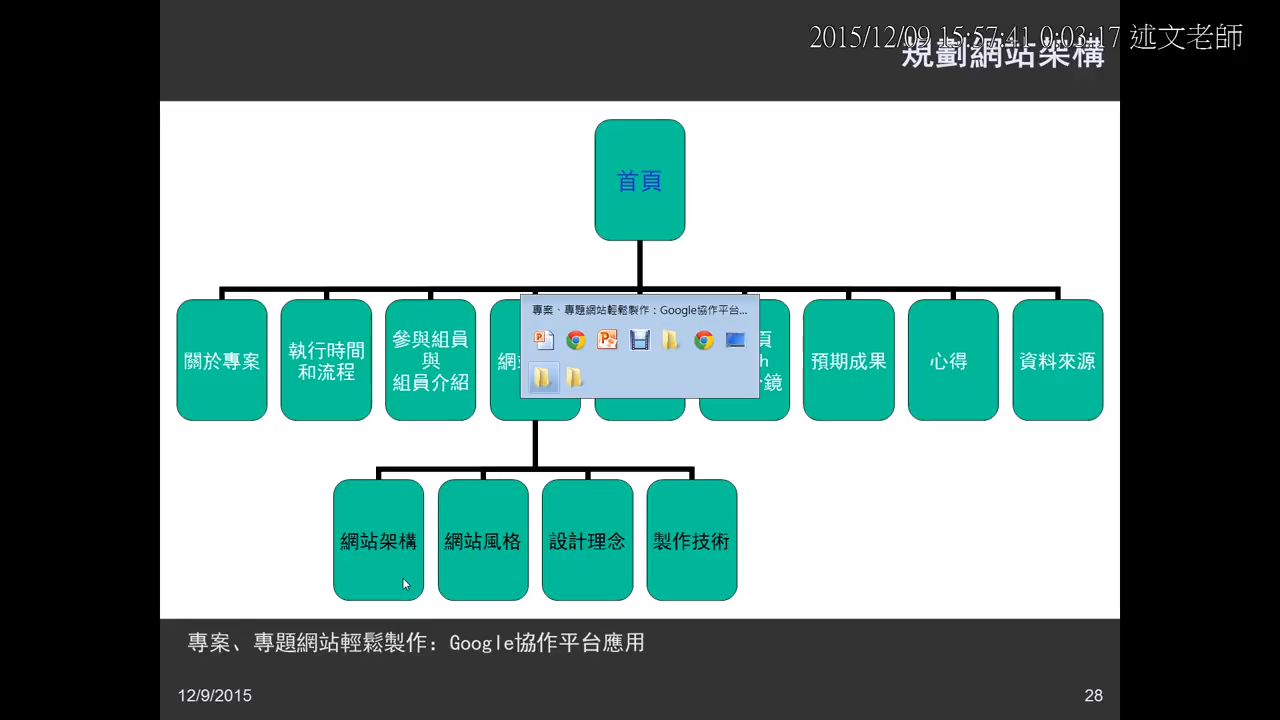 2015/12/09 15:57:41 0:03:17 述文老師
規劃網站架構
首頁
專案、專題網站輕鬆製作：Google協作平台...
關於專案
執行時間
和流程
參與組員
與
組員介紹
網
頁
h
鏡
預期成果
心得
資料來源
網站架構
網站風格
設計理念
製作技術
專案、專題網站輕鬆製作：Google協作平台應用
12/9/2015
28